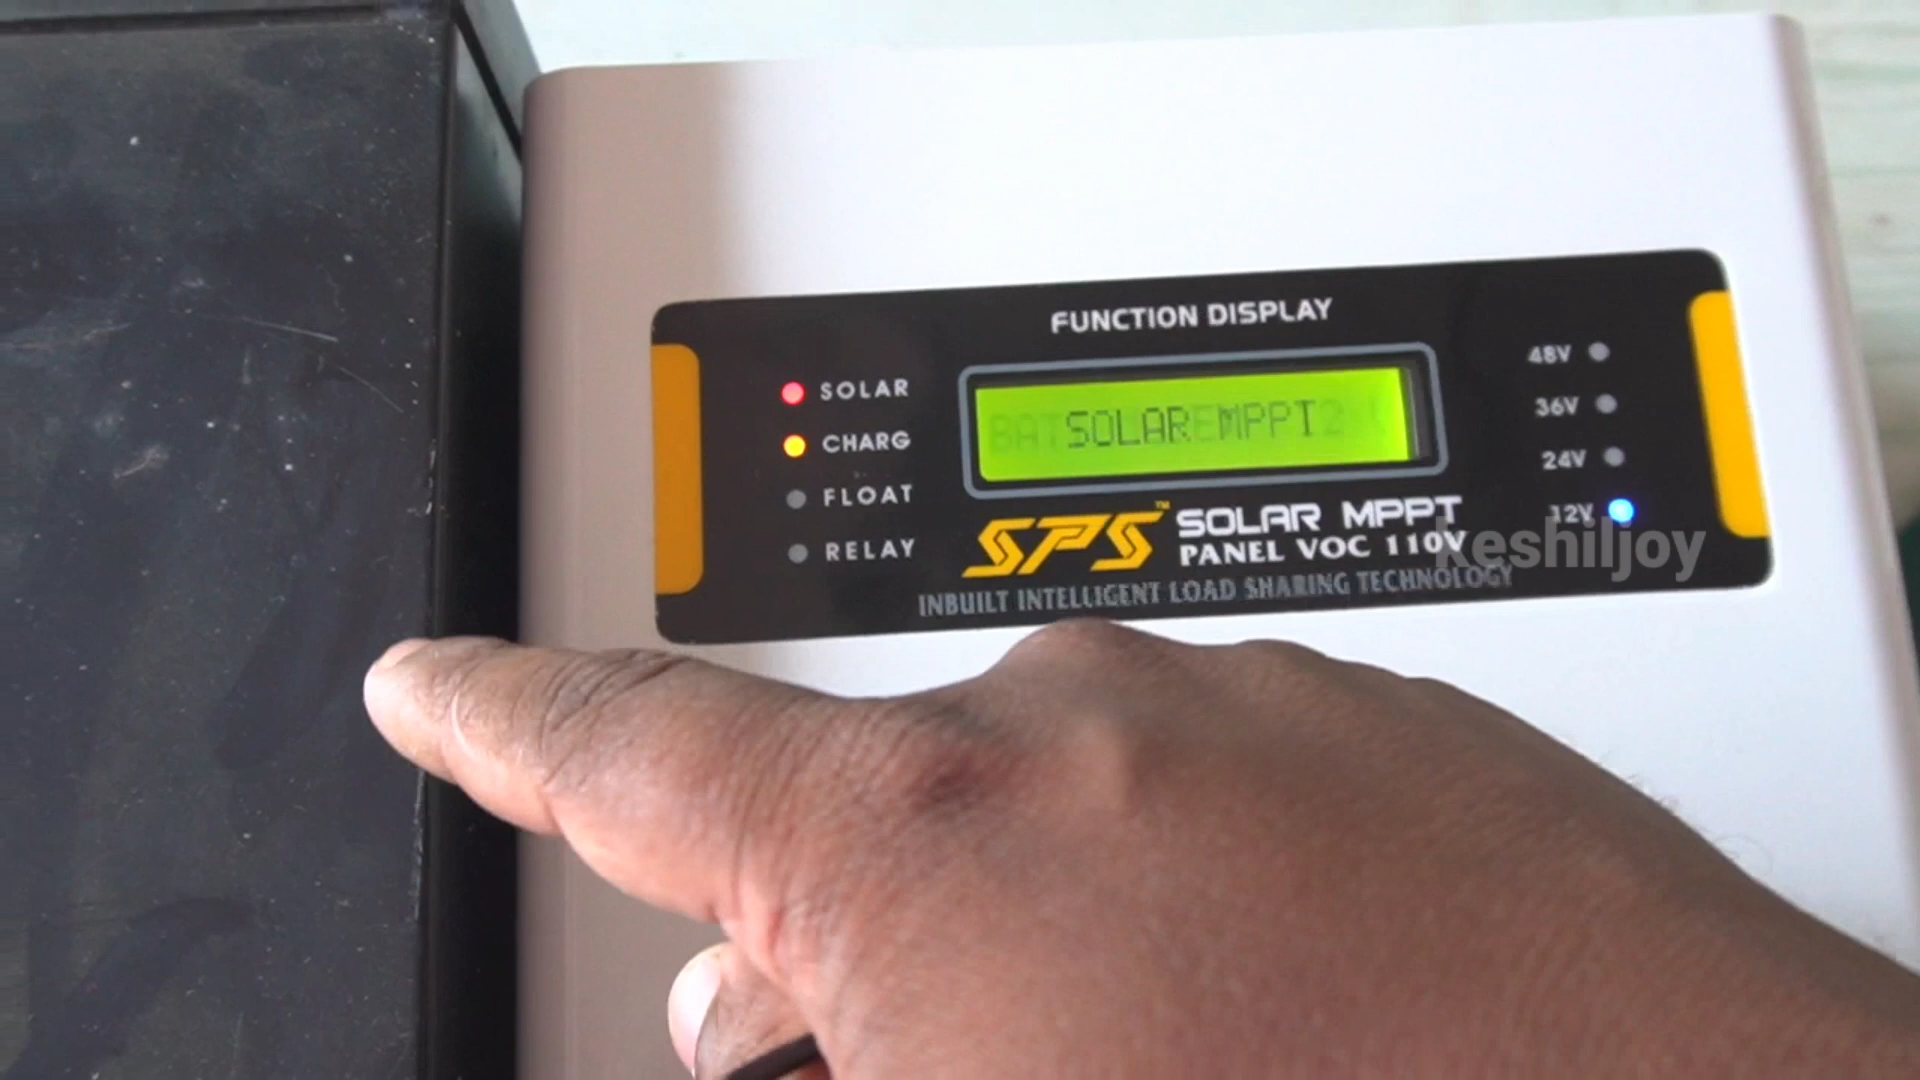 FUNCTION DISPLAY
SOLAR
CHARG
FLOAT
RELAY
SOLAR MPPT
48V
36V
24V
12V
SPS™ SOLAR MPPT
PANEL VOC 110V
INBUILT INTELLIGENT LOAD SHARING TECHNOLOGY
keshiljoy